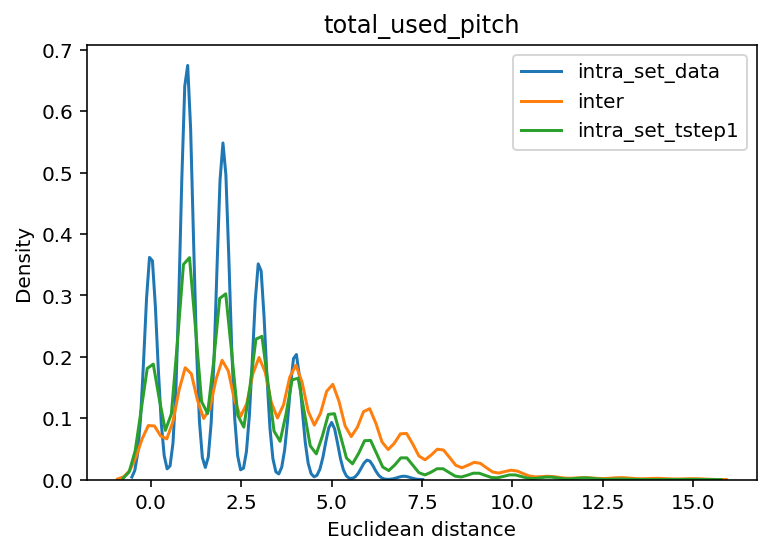 total_used_pitch
0.7
0.6
0.5
0.4
0.3
0.2
0.1
0.0
Density
intra_set_data
inter
intra_set_tstep1
0.0 2.5 5.0 7.5 10.0 12.5 15.0
Euclidean distance